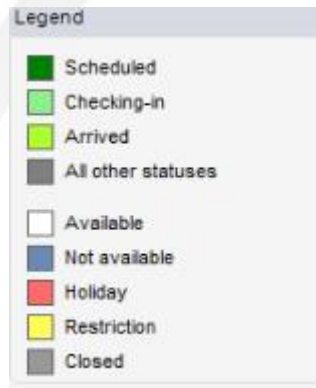 Legend
Scheduled
Checking-in
Arrived
All other statuses
Available
Not available
Holiday
Restriction
Closed